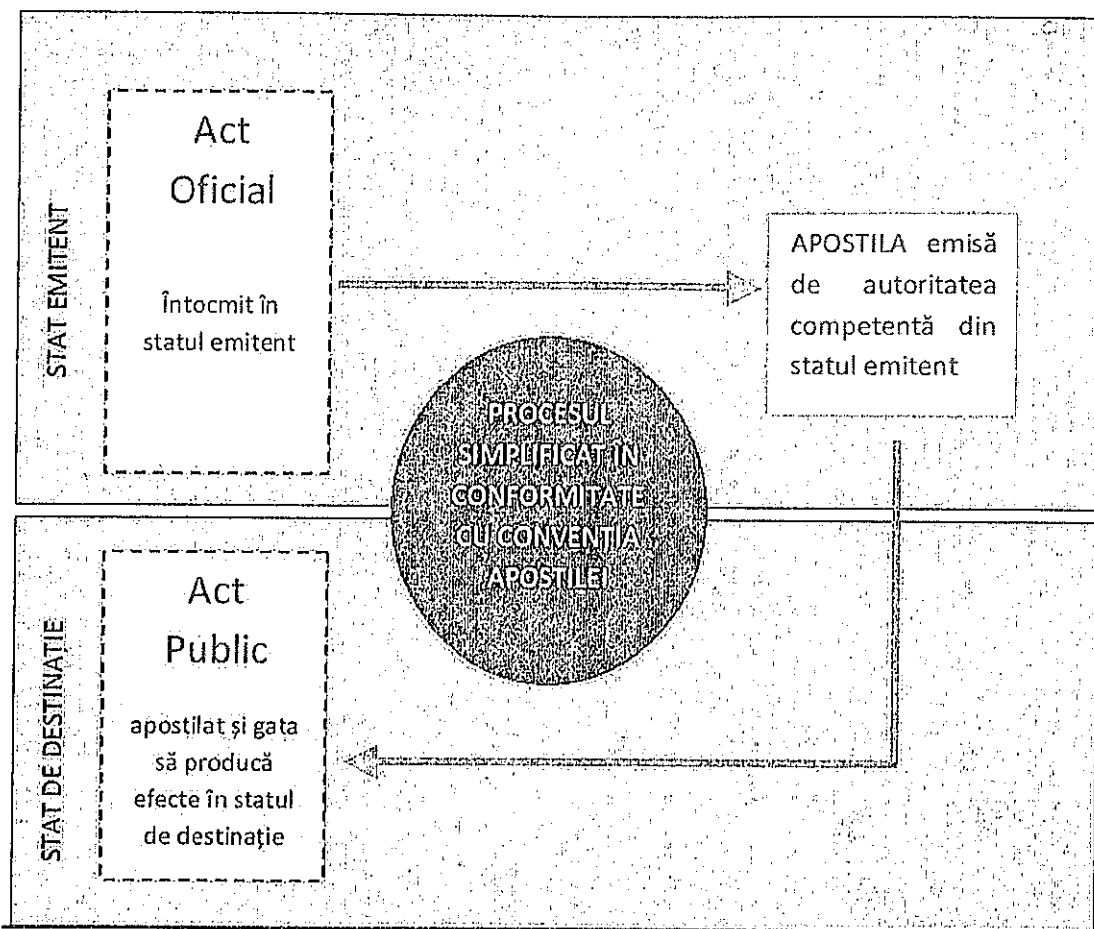 STAT EMITENT
Act
Oficial
Întocmit în
statul emitent
APOSTILA emisă
de autoritatea
competentă din
statul emitent
PROCESUL
SIMPLIFICAT IN
CONFORMITATE
CU CONVENȚIA
APOSTILEI
STAT DE DESTINAȚIE
Act
Public
apostilat și gata
să producă
efecte în statul
de destinație